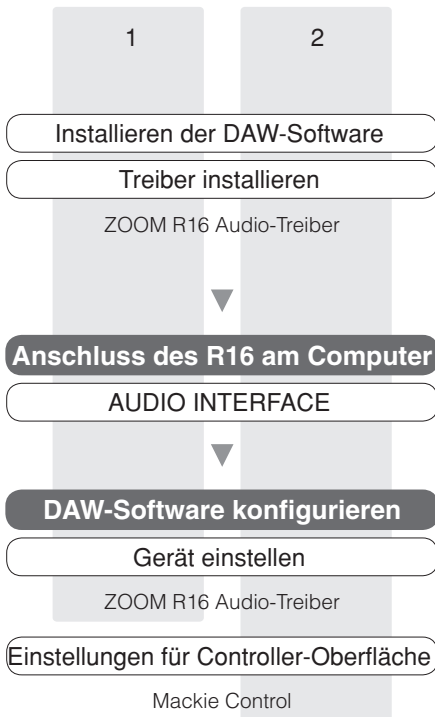 1 2
Installieren der DAW-Software
Treiber installieren
ZOOM R16 Audio-Treiber
Anschluss des R16 am Computer
AUDIO INTERFACE
DAW-Software konfigurieren
Gerät einstellen
ZOOM R16 Audio-Treiber
Einstellungen für Controller-Oberfläche
Mackie Control